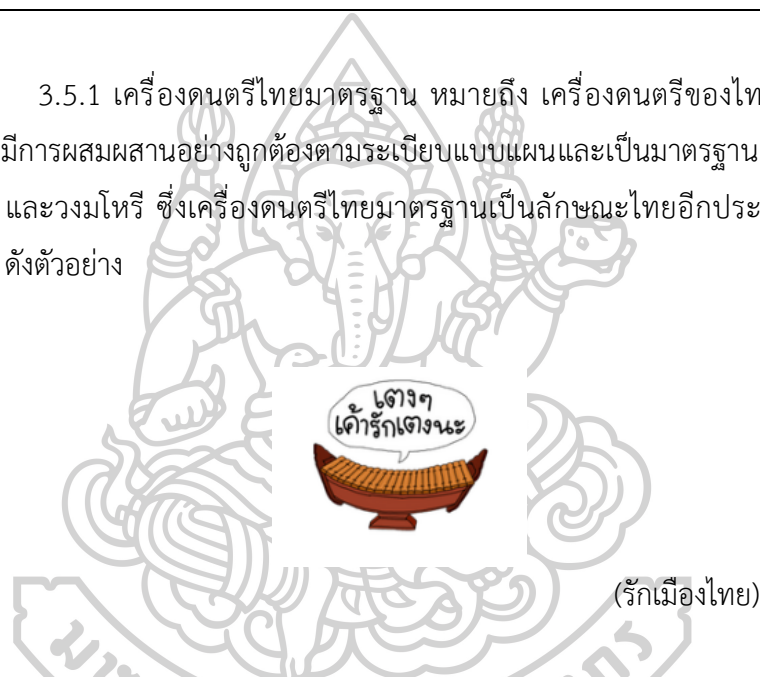 3.5.1 เครื่องดนตรีไทยมาตรฐาน หมายถึง เครื่องดนตรีของไท
มีการผสมผสานอย่างถูกต้องตามระเบียบแบบแผนและเป็นมาตรฐาน
และวงมโหรี ซึ่งเครื่องดนตรีไทยมาตรฐานเป็นลักษณะไทยอีกประ
ดังตัวอย่าง
เตงๆ
เค้ารักเตงนะ
(รักเมืองไทย)